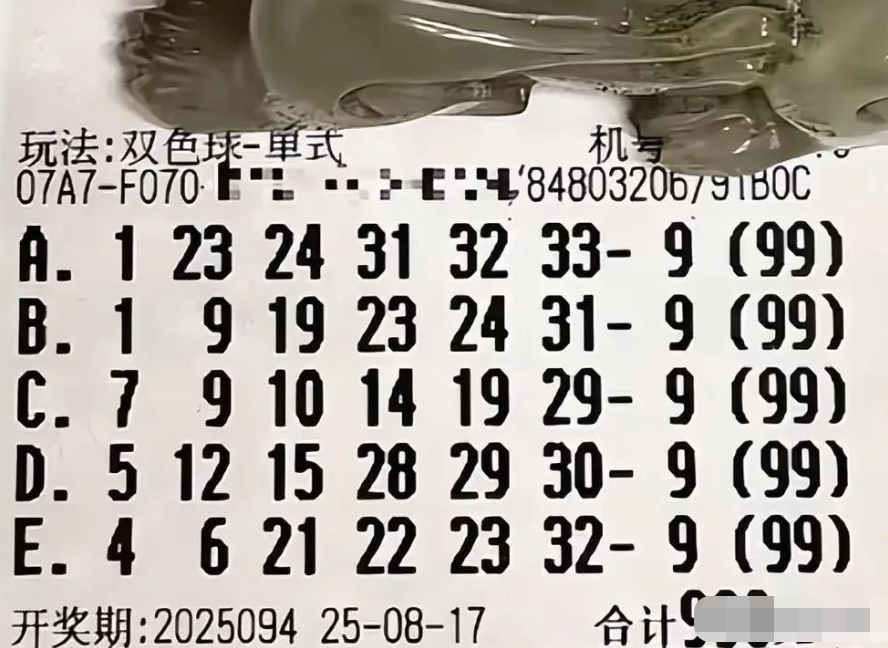 玩法:双色球-单式 机号
07A7-F070 84803206791B0C
A. 1 23 24 31 32 33- 9 (99)
B. 1 9 19 23 24 31- 9 (99)
C. 7 9 10 14 19 29- 9 (99)
D. 5 12 15 28 29 30- 9 (99)
E. 4 6 21 22 23 32- 9 (99)
开奖期:2025094 25-08-17 合计